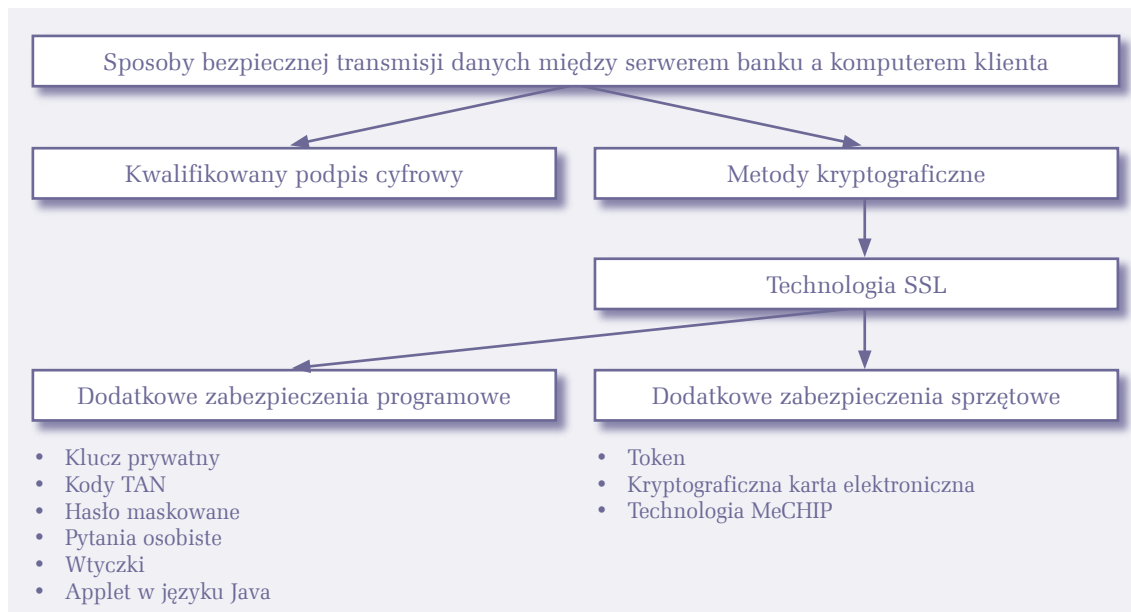 Sposoby bezpiecznej transmisji danych między serwerem banku a komputerem klienta
Kwalifikowany podpis cyfrowy
Metody kryptograficzne
Technologia SSL
Dodatkowe zabezpieczenia programowe
Dodatkowe zabezpieczenia sprzętowe
• Klucz prywatny
• Kody TAN
• Hasło maskowane
• Pytania osobiste
• Wtyczki
• Applet w języku Java
• Token
• Kryptograficzna karta elektroniczna
• Technologia MeCHIP